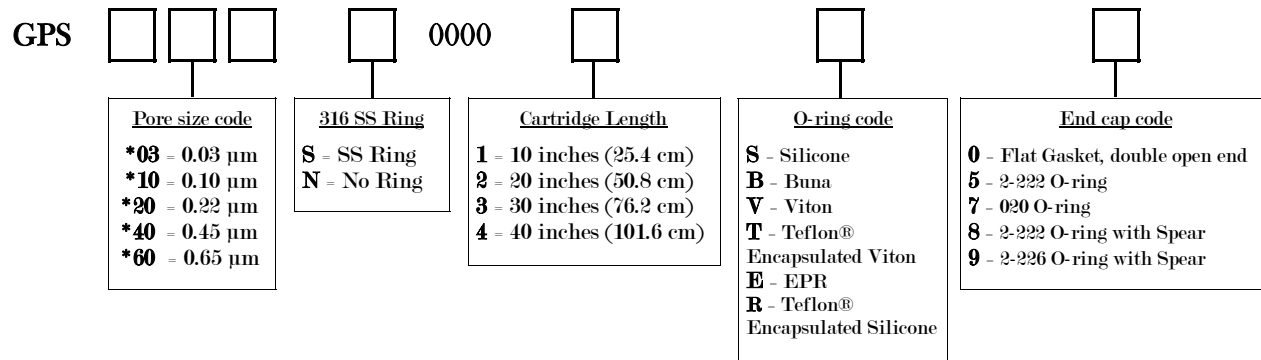 GPS 0000
Pore size code
*03 = 0.03 µm
*10 = 0.10 µm
*20 = 0.22 µm
*40 = 0.45 µm
*60 = 0.65 µm
316 SS Ring
S = SS Ring
N = No Ring
Cartridge Length
1 = 10 inches (25.4 cm)
2 = 20 inches (50.8 cm)
3 = 30 inches (76.2 cm)
4 = 40 inches (101.6 cm)
O-ring code
S - Silicone
B - Buna
V - Viton
T - Teflon®
Encapsulated Viton
E - EPR
R - Teflon®
Encapsulated Silicone
End cap code
0 - Flat Gasket, double open end
5 - 2-222 O-ring
7 - 020 O-ring
8 - 2-222 O-ring with Spear
9 - 2-226 O-ring with Spear